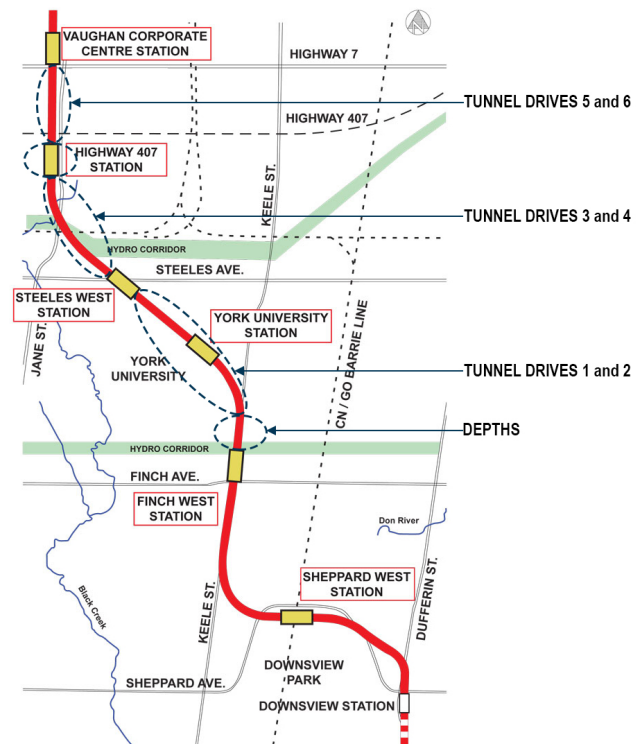 VAUGHAN CORPORATE
CENTRE STATION
HIGHWAY 7
TUNNEL DRIVES 5 and 6
HIGHWAY 407
HIGHWAY 407
STATION
KEELE ST.
TUNNEL DRIVES 3 and 4
HYDRO CORRIDOR
STEELES AVE.
STEELES WEST
STATION
YORK UNIVERSITY
STATION
JANE ST.
YORK
UNIVERSITY
CN / GO BARRIE LINE
TUNNEL DRIVES 1 and 2
DEPTHS
HYDRO CORRIDOR
FINCH AVE.
FINCH WEST
STATION
Don River
SHEPPARD WEST
STATION
Black Creek
KEELE ST.
DUFFERIN ST.
DOWNSVIEW
PARK
SHEPPARD AVE.
DOWNSVIEW STATION